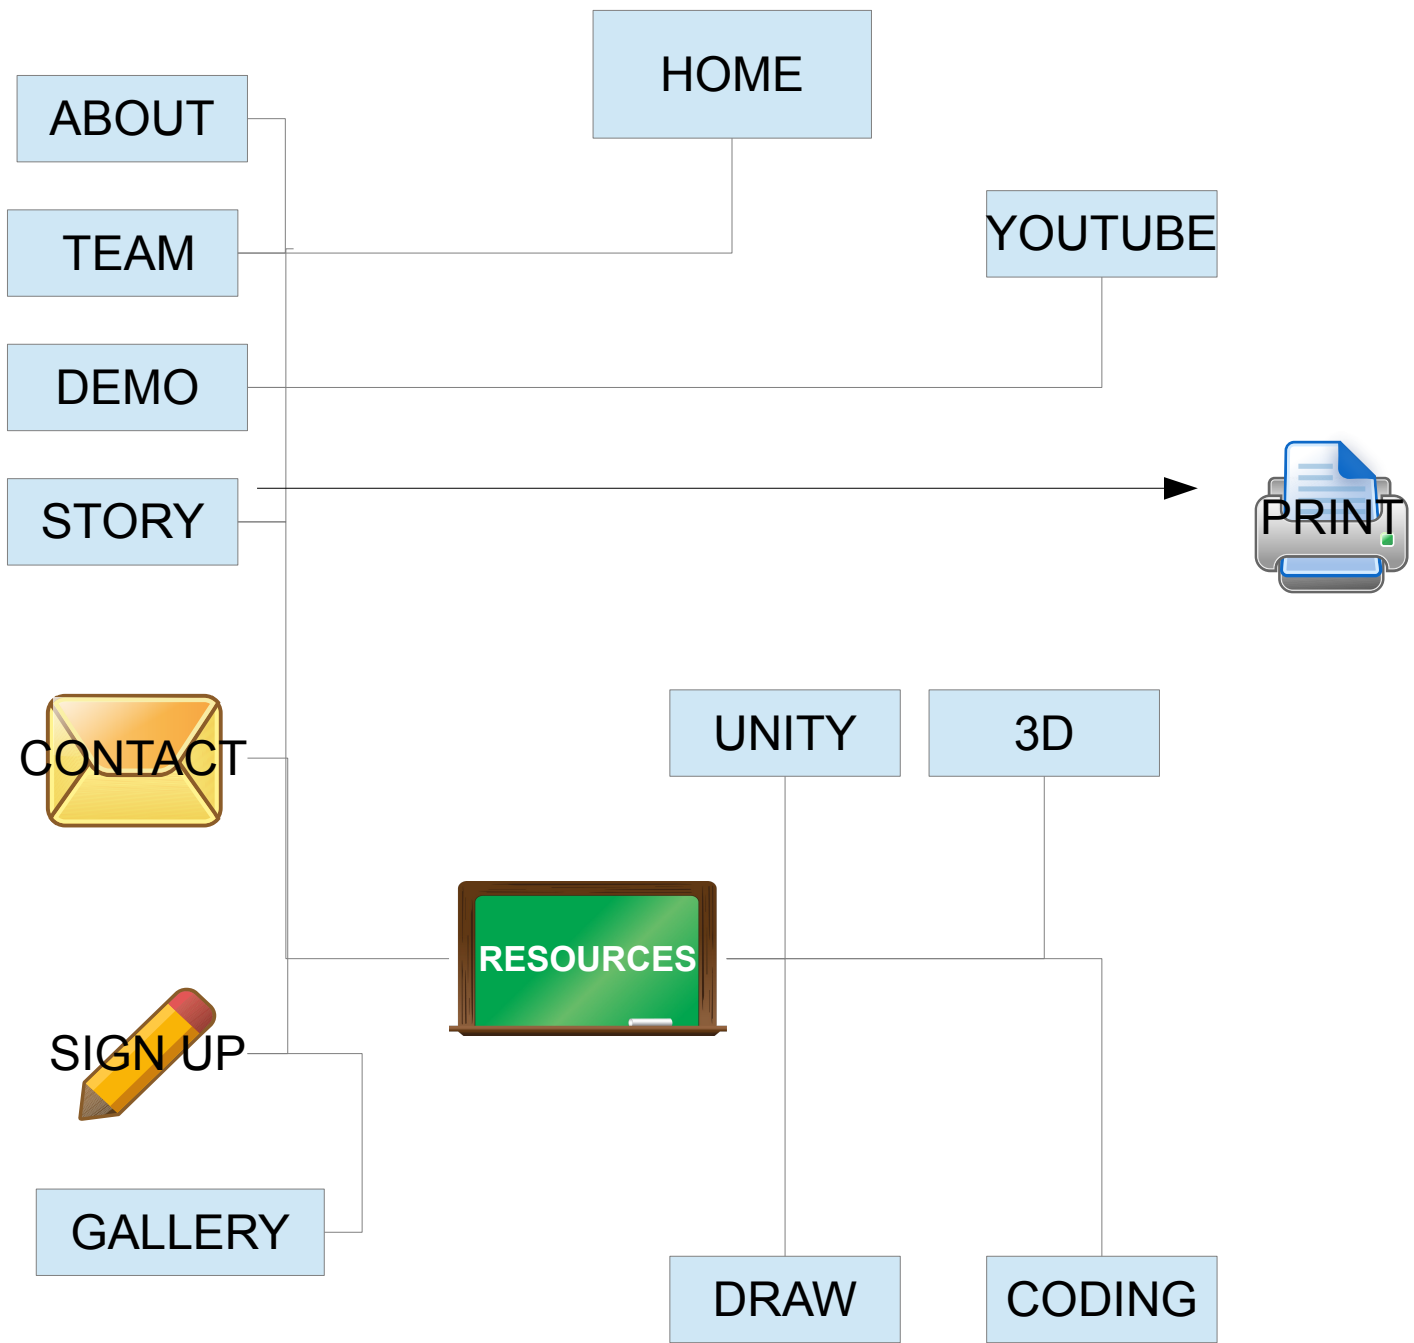 HOME
ABOUT
TEAM
YOUTUBE
DEMO
STORY
PRINT
CONTACT
UNITY
3D
RESOURCES
SIGN UP
GALLERY
DRAW
CODING